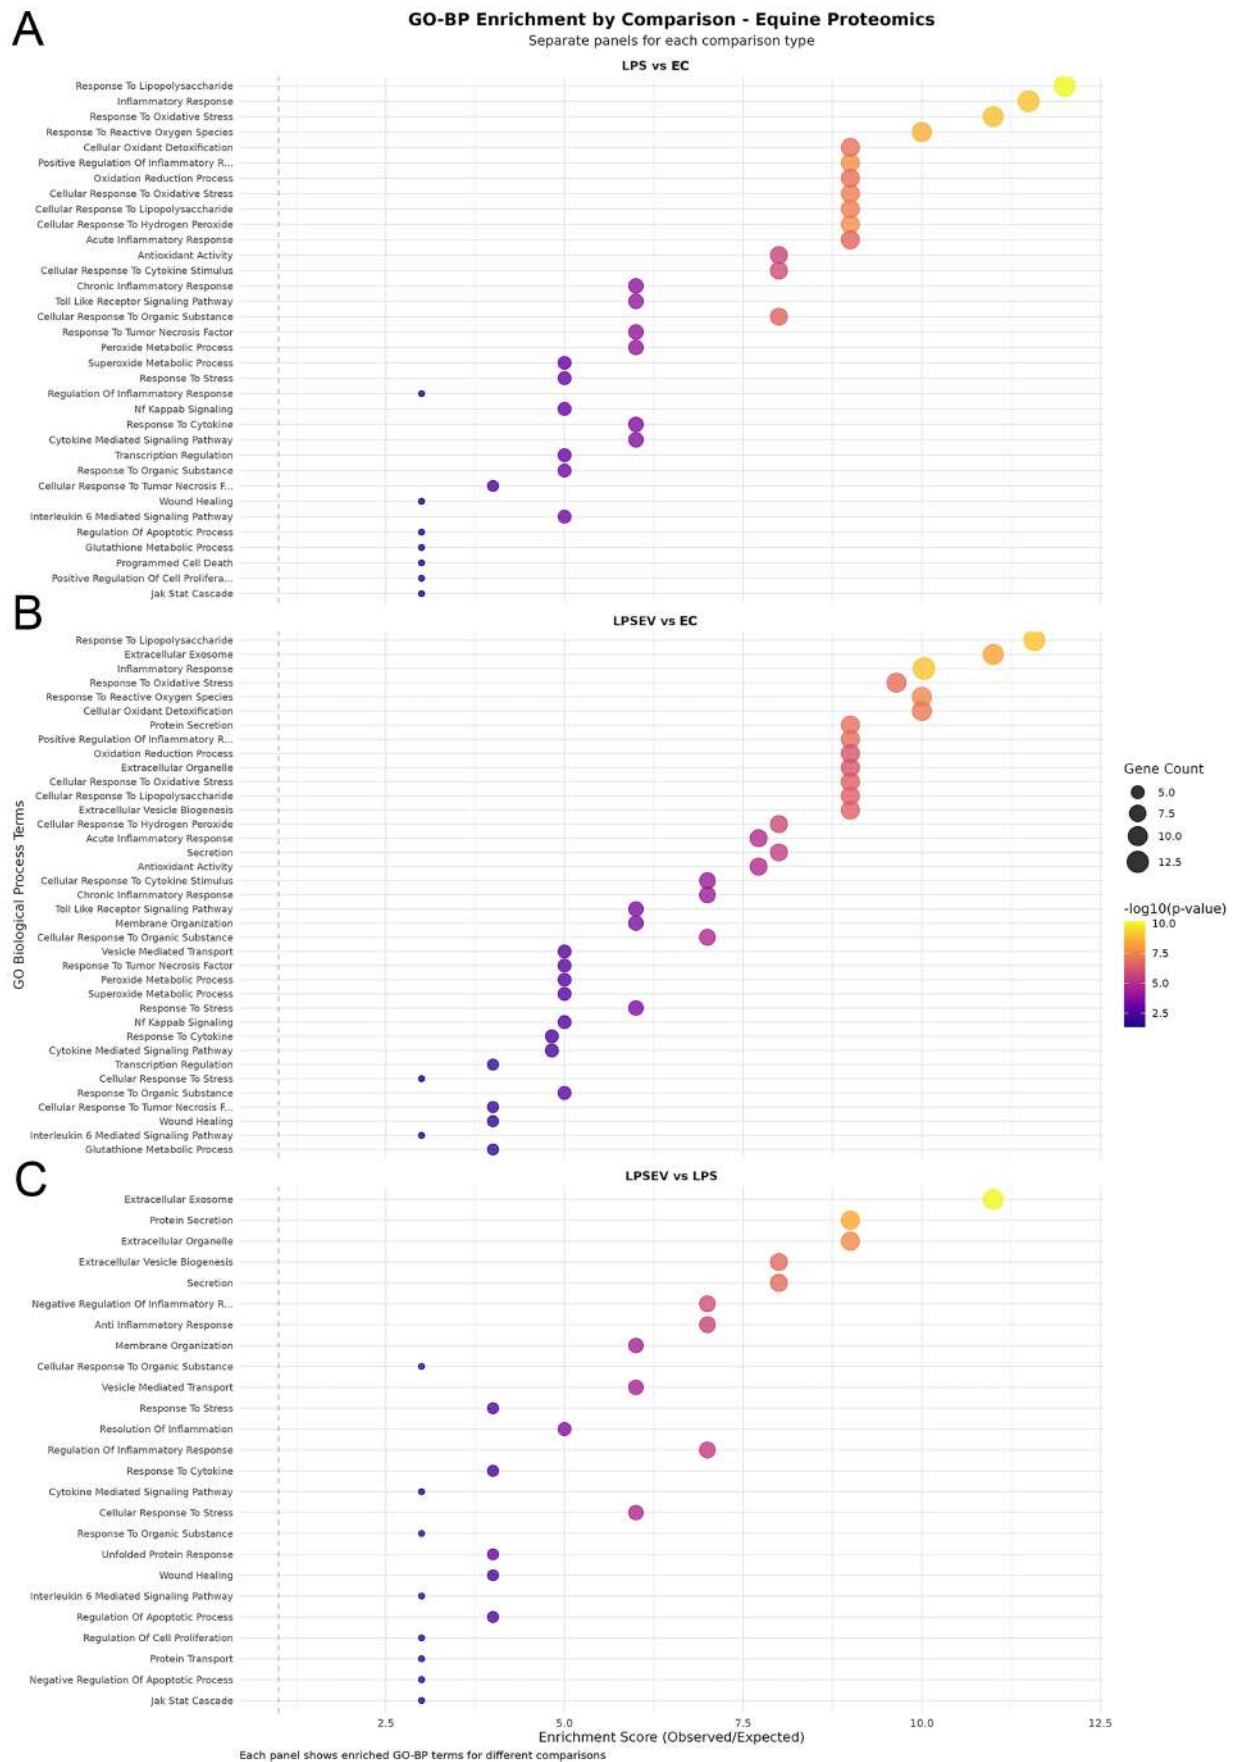 A
GO-BP Enrichment by Comparison - Equine Proteomics
Separate panels for each comparison type
LPS vs EC
Response To Lipopolysaccharide
Inflammatory Response
Response To Oxidative Stress
Response To Reactive Oxygen Species
Cellular Oxidant Detoxification
Positive Regulation Of Inflammatory R...
Oxidation Reduction Process
Cellular Response To Oxidative Stress
Cellular Response To Lipopolysaccharide
Cellular Response To Hydrogen Peroxide
Acute Inflammatory Response
Antioxidant Activity
Cellular Response To Cytokine Stimulus
Chronic Inflammatory Response
Toll Like Receptor Signaling Pathway
Cellular Response To Organic Substance
Response To Tumor Necrosis Factor
Peroxide Metabolic Process
Superoxide Metabolic Process
Response To Stress
Regulation Of Inflammatory Response
Nf Kappab Signaling
Response To Cytokine
Cytokine Mediated Signaling Pathway
Transcription Regulation
Response To Organic Substance
Cellular Response To Tumor Necrosis F...
Wound Healing
Interleukin 6 Mediated Signaling Pathway
Regulation Of Apoptotic Process
Glutathione Metabolic Process
Programmed Cell Death
Positive Regulation Of Cell Prolifera...
Jak Stat Cascade
B
LPSEV vs EC
Response To Lipopolysaccharide
Extracellular Exosome
Inflammatory Response
Response To Oxidative Stress
Response To Reactive Oxygen Species
Cellular Oxidant Detoxification
Protein Secretion
Positive Regulation Of Inflammatory R...
Oxidation Reduction Process
Extracellular Organelle
Cellular Response To Oxidative Stress
Cellular Response To Lipopolysaccharide
Extracellular Vesicle Biogenesis
Cellular Response To Hydrogen Peroxide
Acute Inflammatory Response
Secretion
Antioxidant Activity
Cellular Response To Cytokine Stimulus
Chronic Inflammatory Response
Toll Like Receptor Signaling Pathway
Membrane Organization
Cellular Response To Organic Substance
Vesicle Mediated Transport
Response To Tumor Necrosis Factor
Peroxide Metabolic Process
Superoxide Metabolic Process
Response To Stress
Nf Kappab Signaling
Response To Cytokine
Cytokine Mediated Signaling Pathway
Transcription Regulation
Cellular Response To Stress
Response To Organic Substance
Cellular Response To Tumor Necrosis F...
Wound Healing
Interleukin 6 Mediated Signaling Pathway
Glutathione Metabolic Process
GO Biological Process Terms
Gene Count
5.0
7.5
10.0
12.5
-log10(p-value)
10.0
7.5
5.0
2.5
C
LPSEV vs LPS
Extracellular Exosome
Protein Secretion
Extracellular Organelle
Extracellular Vesicle Biogenesis
Secretion
Negative Regulation Of Inflammatory R...
Anti Inflammatory Response
Membrane Organization
Cellular Response To Organic Substance
Vesicle Mediated Transport
Response To Stress
Resolution Of Inflammation
Regulation Of Inflammatory Response
Response To Cytokine
Cytokine Mediated Signaling Pathway
Cellular Response To Stress
Response To Organic Substance
Unfolded Protein Response
Wound Healing
Interleukin 6 Mediated Signaling Pathway
Regulation Of Apoptotic Process
Regulation Of Cell Proliferation
Protein Transport
Negative Regulation Of Apoptotic Process
Jak Stat Cascade
2.5 5.0 7.5 10.0 12.5
Enrichment Score (Observed/Expected)
Each panel shows enriched GO-BP terms for different comparisons